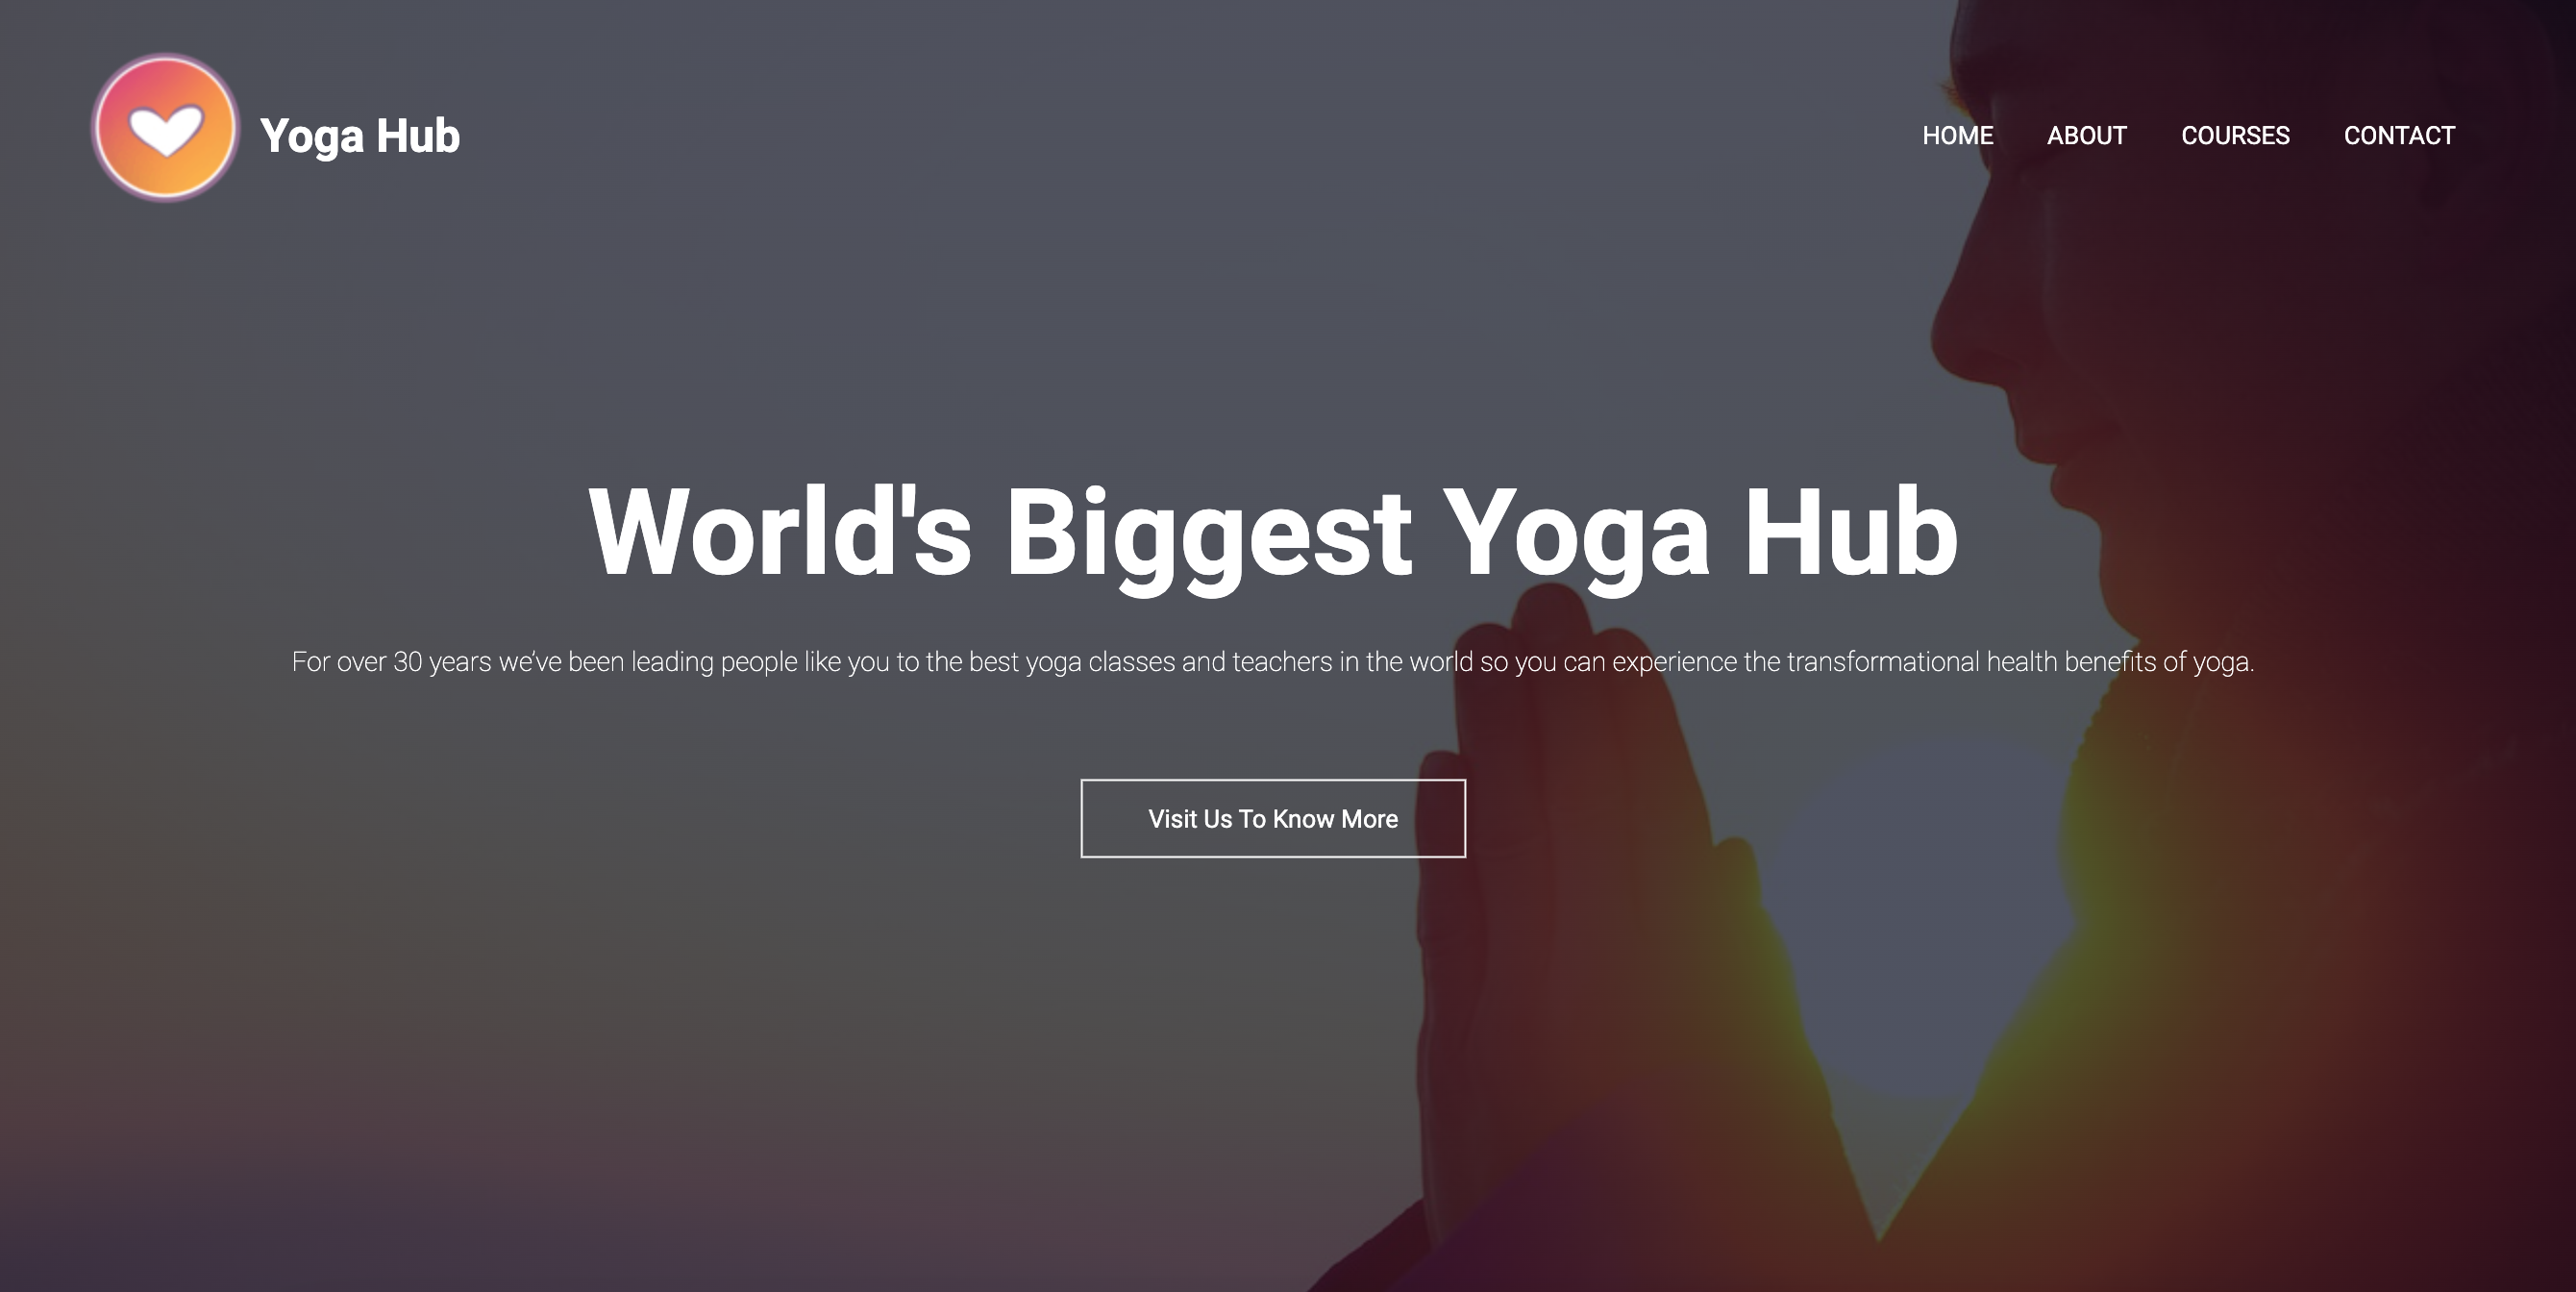 Yoga Hub
HOME ABOUT COURSES CONTACT
World's Biggest Yoga Hub
For over 30 years we’ve been leading people like you to the best yoga classes and teachers in the world so you can experience the transformational health benefits of yoga.
Visit Us To Know More